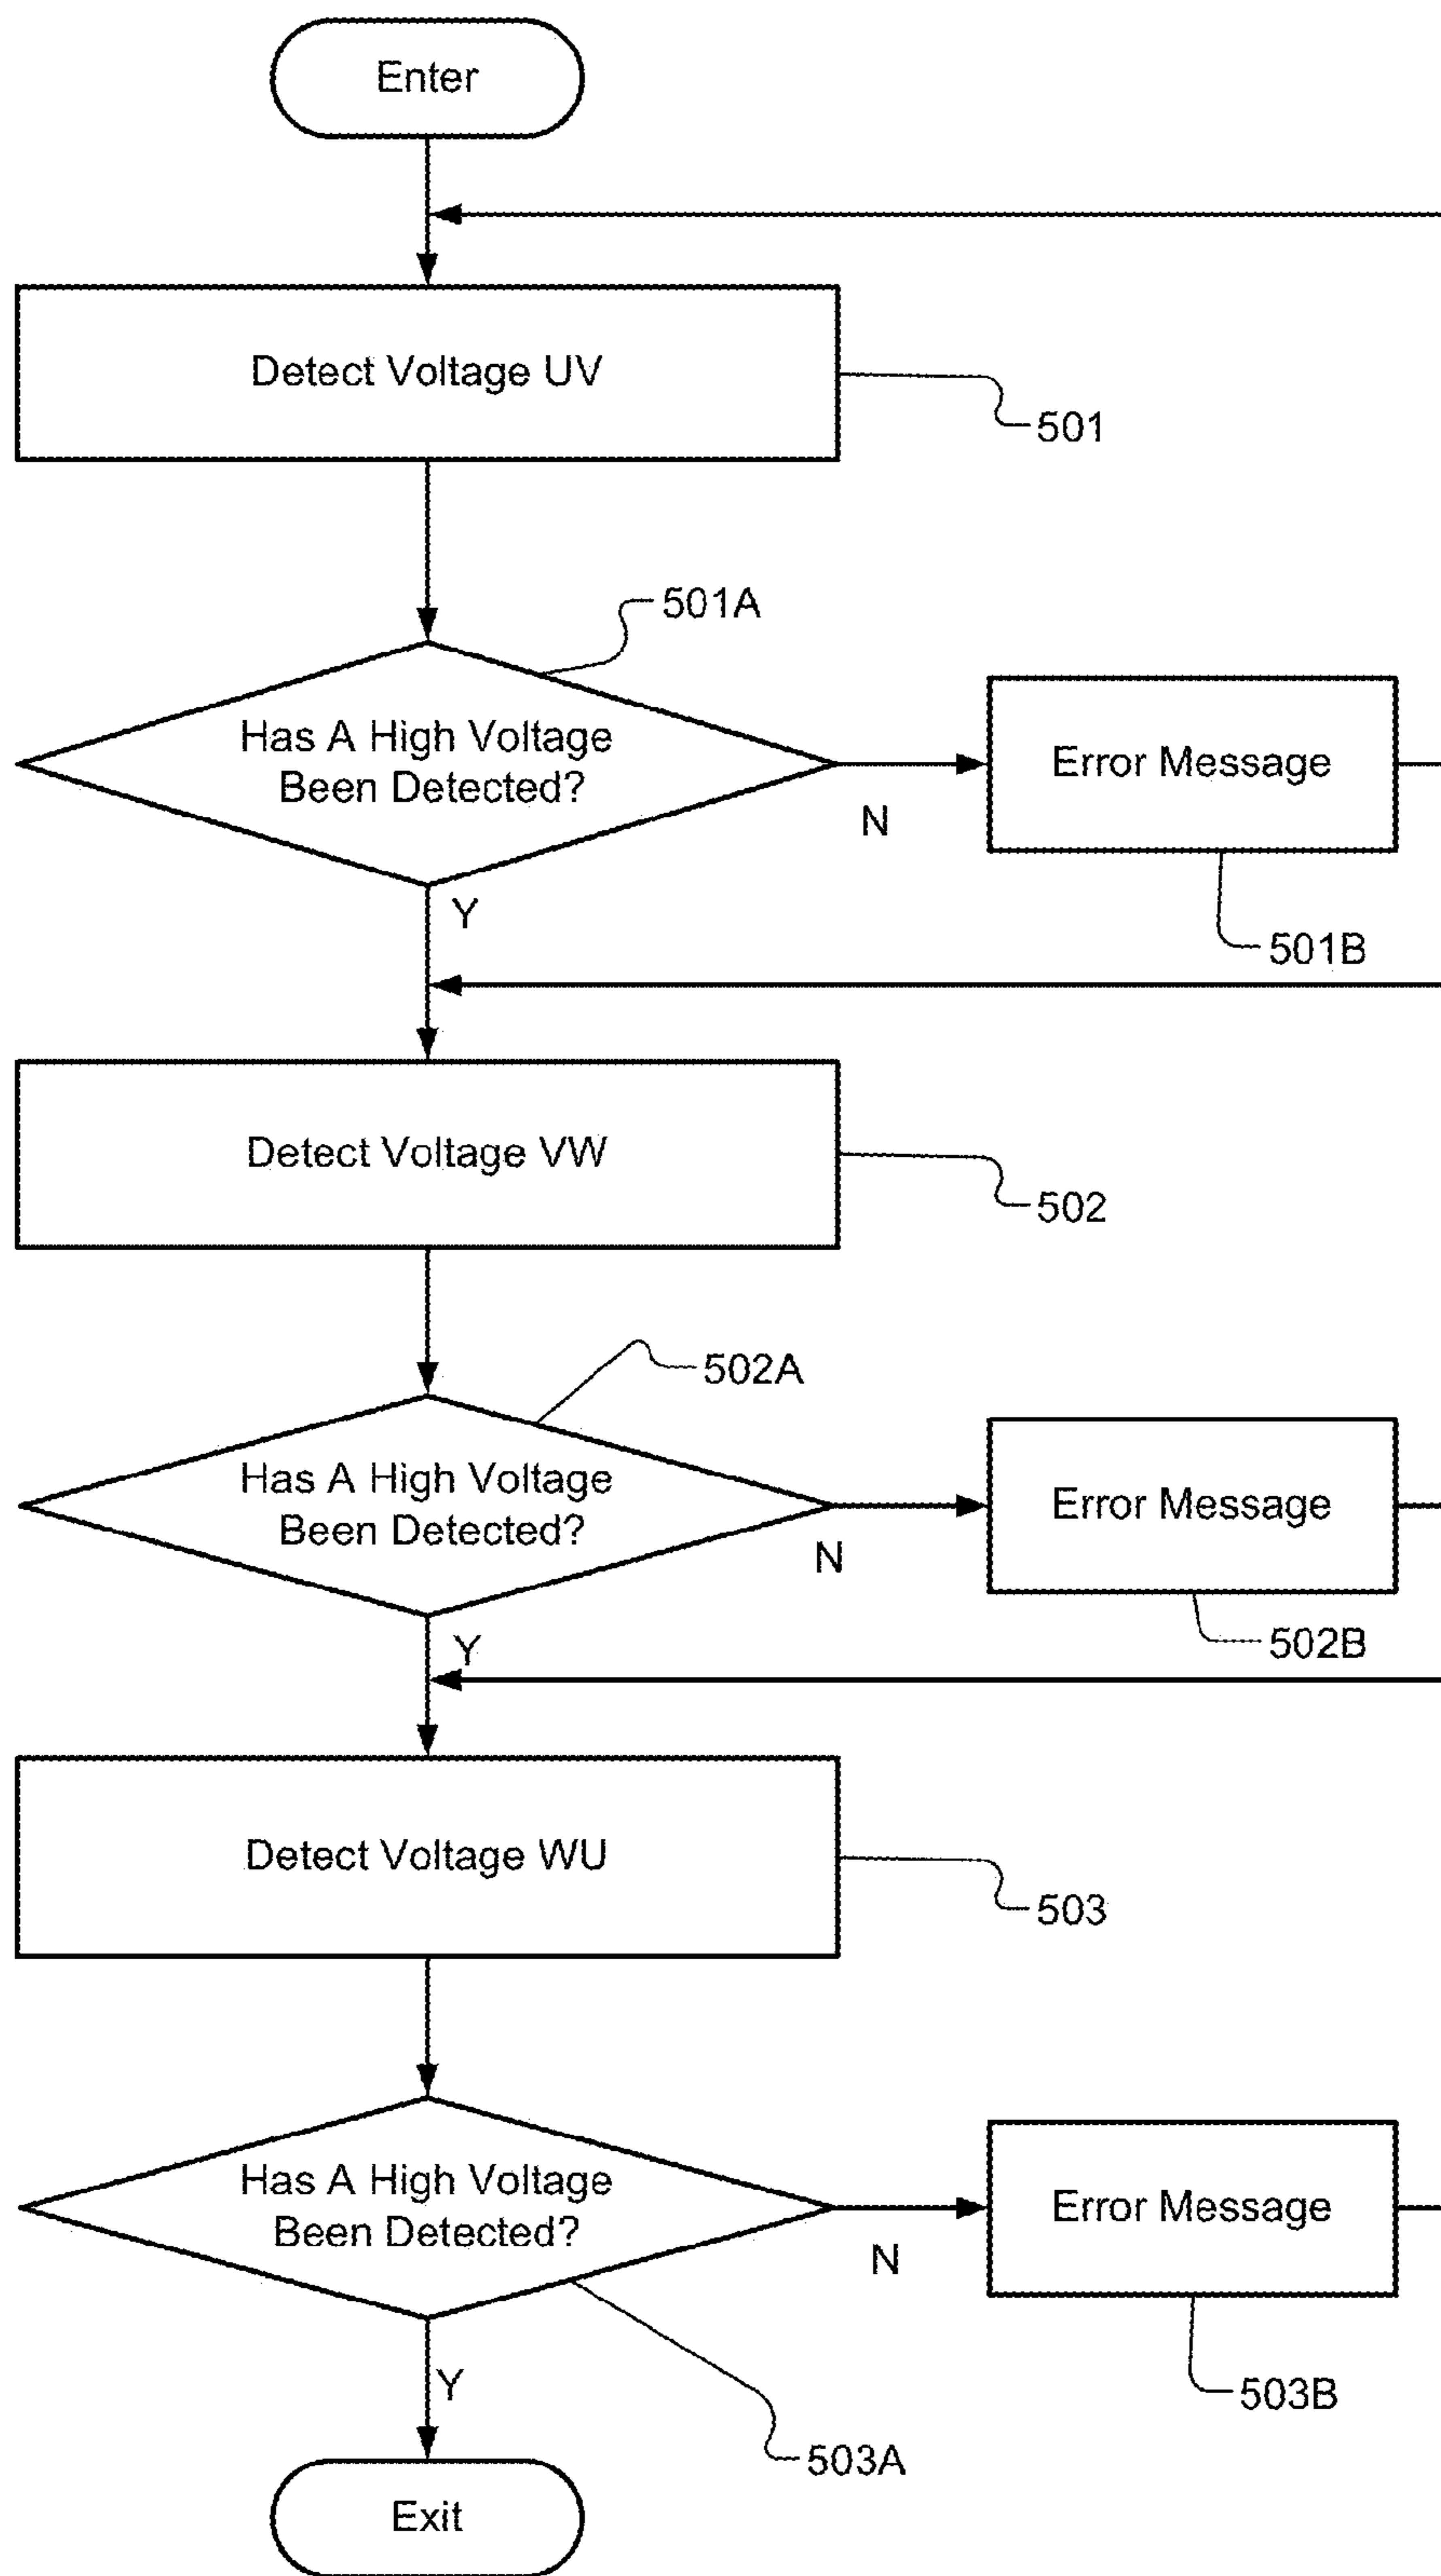 Enter
Detect Voltage UV
501
501A
Has A High Voltage
Been Detected?
Error Message
N
Y
501B
Detect Voltage VW
502
502A
Has A High Voltage
Been Detected?
Error Message
N
Y
502B
Detect Voltage WU
503
Has A High Voltage
Been Detected?
Error Message
N
Y
503B
503A
Exit